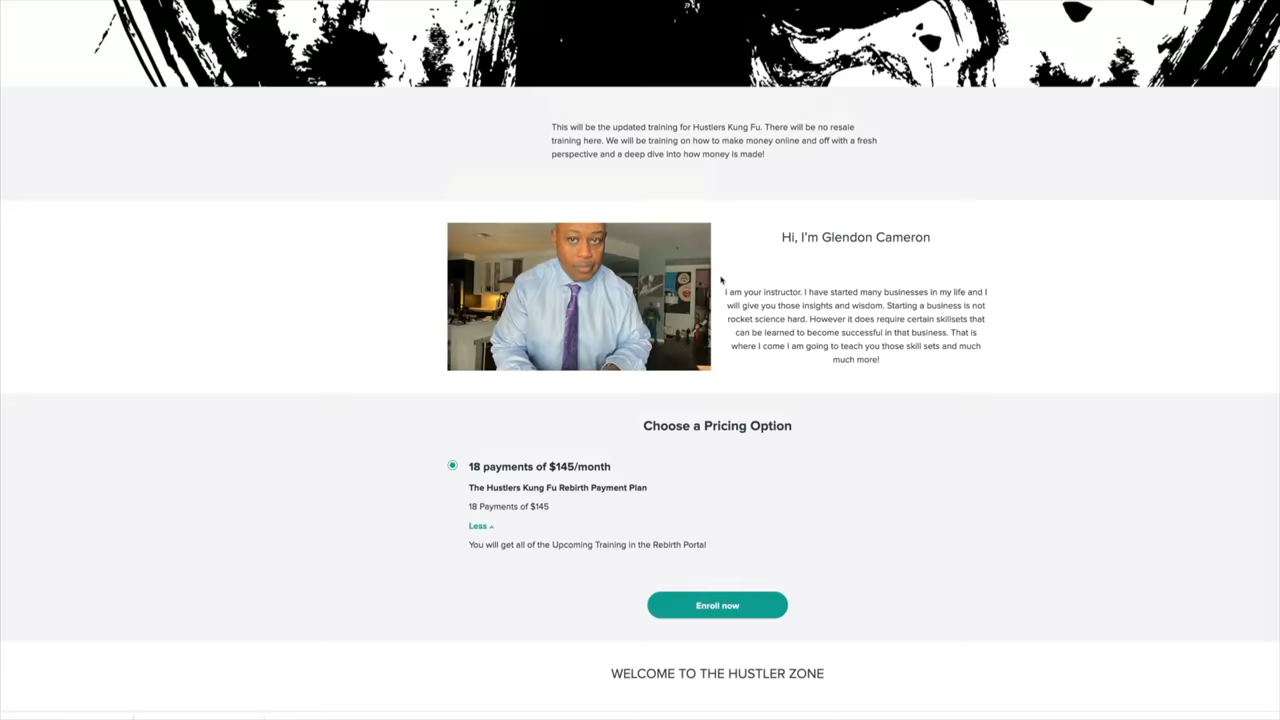 This will be the updated training for Hustlers Kung Fu. There will be no resale
training here. We will be training on how to make money online and off with a fresh
perspective and a deep dive into how money is made!
Hi, I'm Glendon Cameron
I am your instructor. I have started many businesses in my life and I
will give you those insights and wisdom. Starting a business is not
rocket science hard. However it does require certain skillsets that
can be learned to become successful in that business. That is
where I come I am going to teach you those skill sets and much
much more!
Choose a Pricing Option
18 payments of $145/month
The Hustlers Kung Fu Rebirth Payment Plan
18 Payments of $145
Less
You will get all of the Upcoming Training in the Rebirth Portal
Enroll now
WELCOME TO THE HUSTLER ZONE